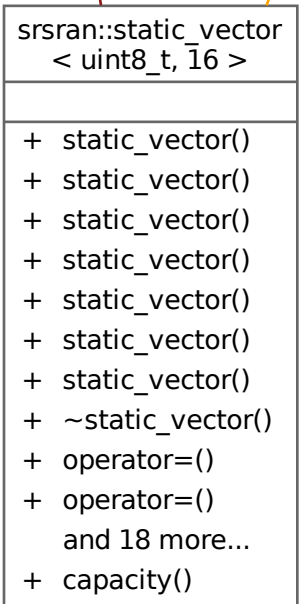 srsran::static_vector
< uint8_t, 16 >
+ static_vector()
+ static_vector()
+ static_vector()
+ static_vector()
+ static_vector()
+ static_vector()
+ static_vector()
+ ~static_vector()
+ operator=()
+ operator=()
and 18 more...
+ capacity()